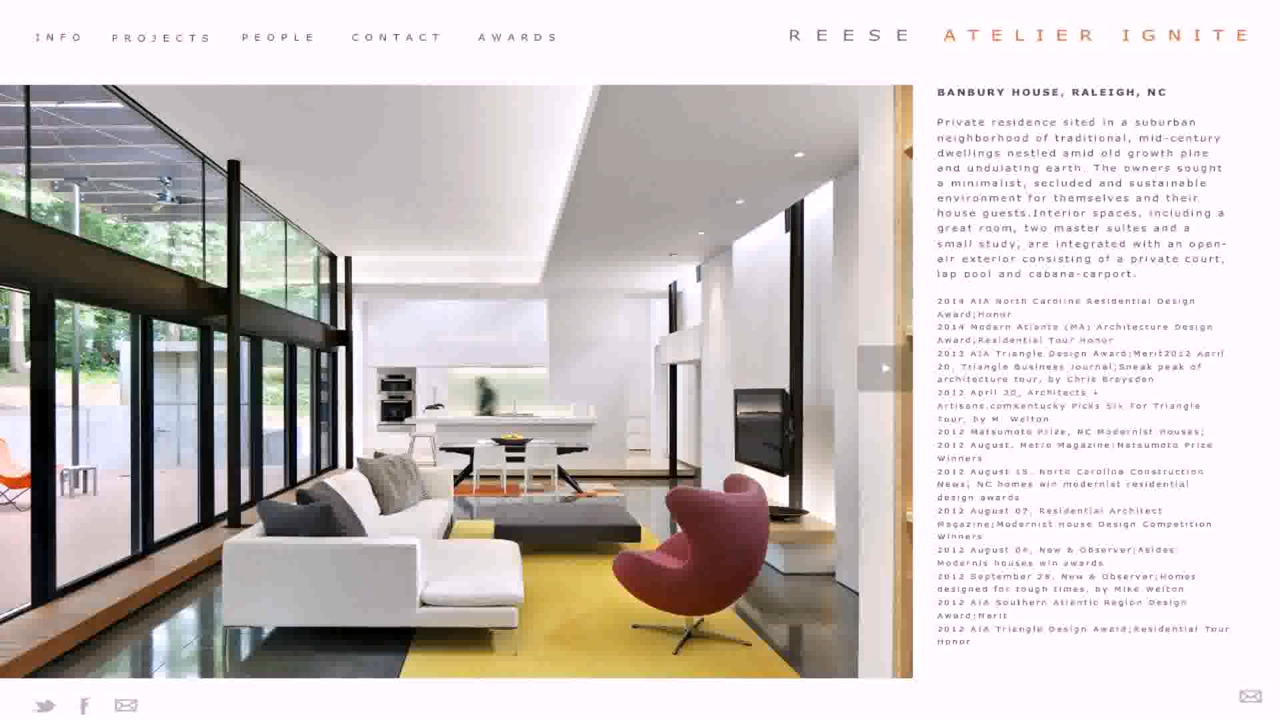 INFO PROJECTS PEOPLE CONTACT AWARDS
REESE ATELIER IGNITE
BANBURY HOUSE, RALEIGH, NC
Private residence sited in a suburban
neighborhood of traditional, mid-century
dwellings nestled amid old growth pine
and undulating earth. The owners sought
a minimalist, secluded and sustainable
environment for themselves and their
house guests.Interior spaces, including a
great room, two master suites and a
small study, are integrated with an open-
air exterior consisting of a private court,
lap pool and cabana-carport.
2014 AIA North Carolina Residential Design
Award;Honor
2014 Modern Atlanta (MA) Architecture Design
Award;Residential Tour Honor
2012 AIA Triangle Design Award;Merit2012 April
20, Triangle Business Journal;Sneak peak of
architecture tour, by Chris Baysden
2012 April 20, Architects +
Artisans.comKentucky Picks Six For Triangle
Tour, by M. Welton
2012 Matsumoto Prize, NC Modernist Houses;
2012 August, Metro Magazine;Matsumoto Prize
Winners
2012 August 15, North Carolina Construction
News; NC homes win modernist residential
design awards
2012 August 07, Residential Architect
Magazine;Modernist House Design Competition
Winners
2012 August 04, New & Observer;Asides:
Modernis houses win awards
2012 September 29, New & Observer;Homes
designed for tough times, by Mike Welton
2012 AIA Southern Atlantic Region Design
Award;Merit
2012 AIA Triangle Design Award;Residential Tour
Honor